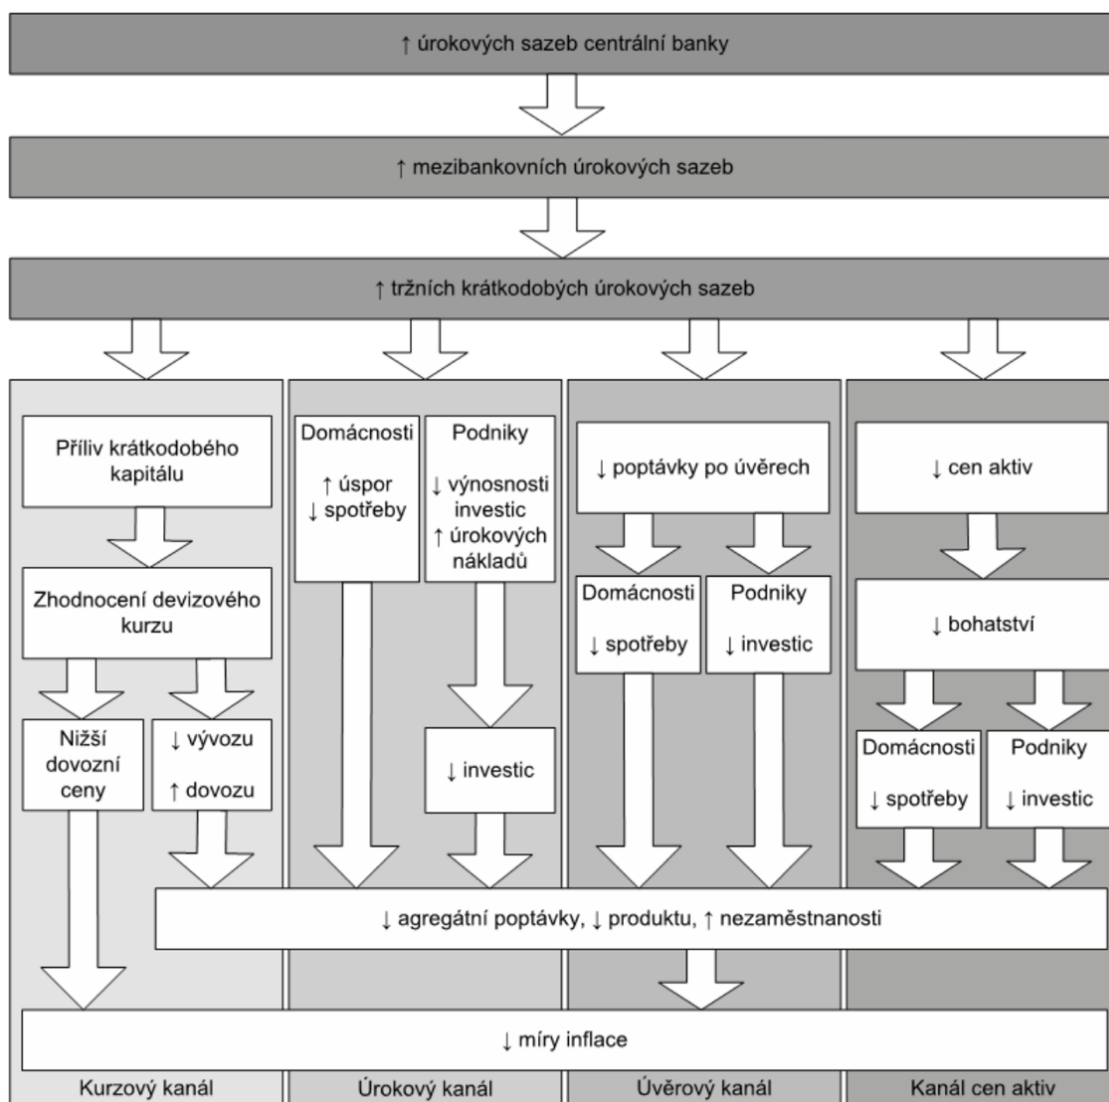 ↑ úrokových sazeb centrální banky
↑ mezibankovních úrokových sazeb
↑ tržních krátkodobých úrokových sazeb
Příliv krátkodobého
kapitálu
Zhodnocení devizového
kurzu
Nižší
dovozní
ceny
↓ vývozu
↑ dovozu
Domácnosti
↑ úspor
↓ spotřeby
Podniky
↓ výnosnosti
investic
↑ úrokových
nákladů
↓ investic
↓ poptávky po úvěrech
Domácnosti
↓ spotřeby
Podniky
↓ investic
↓ cen aktiv
↓ bohatství
Domácnosti
↓ spotřeby
Podniky
↓ investic
↓ agregátní poptávky, ↓ produktu, ↑ nezaměstnanosti
↓ míry inflace
Kurzový kanál
Úrokový kanál
Úvěrový kanál
Kanál cen aktiv